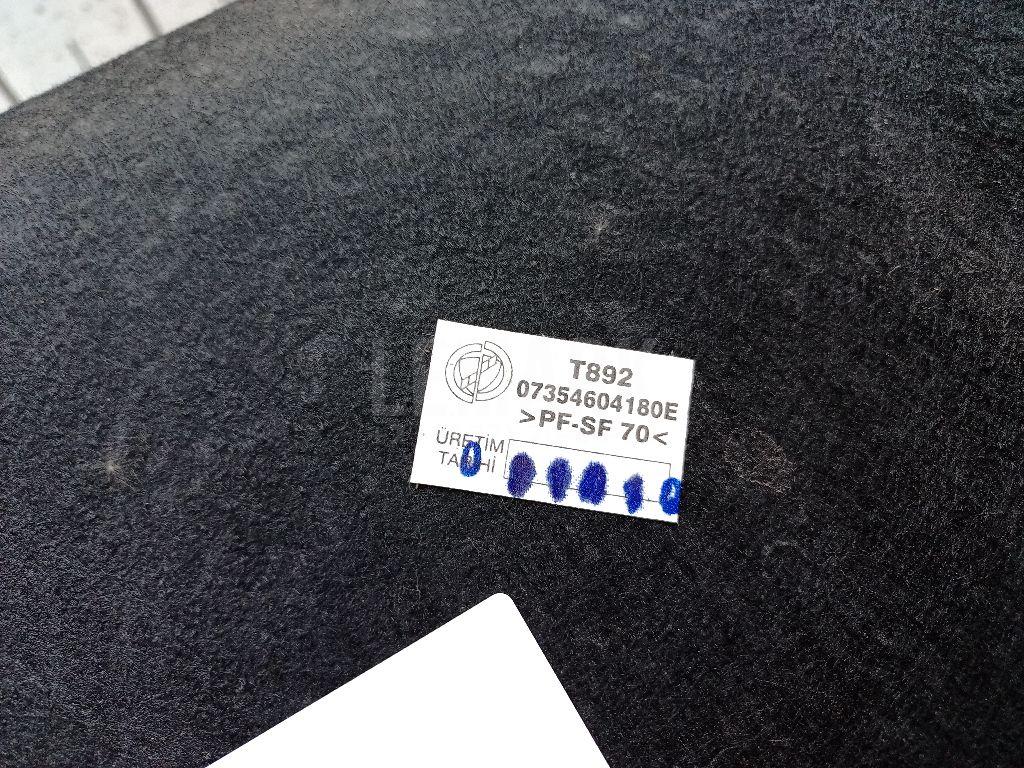 T892
07354604180E
>PF-SF 70<
ÜRETİM
TARİHİ